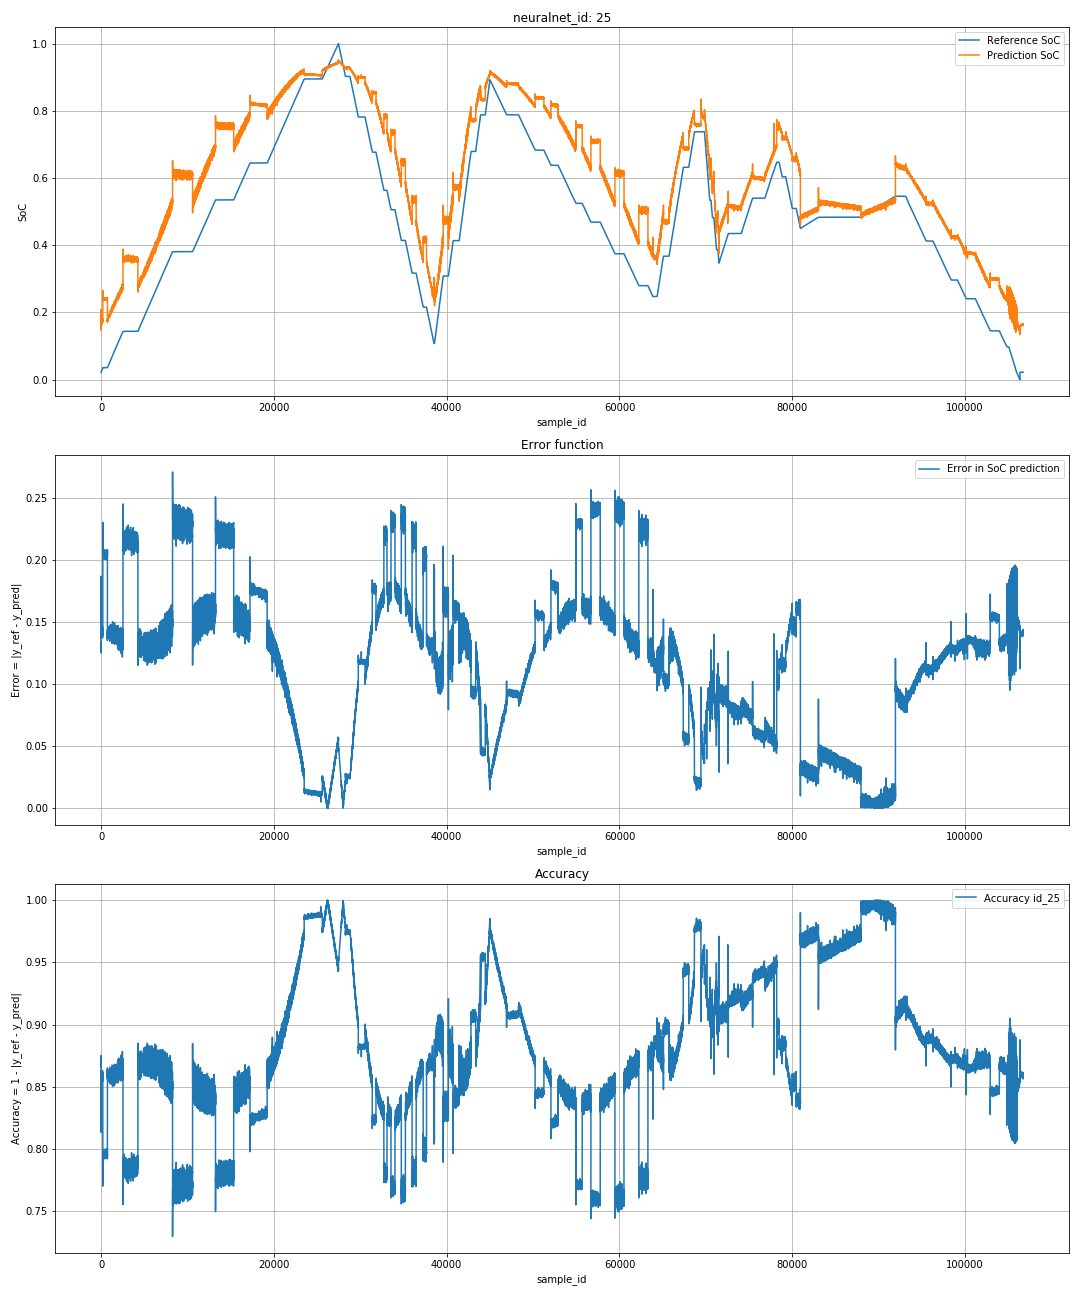 neuralnet_id: 25
Reference SoC
Prediction SoC
SoC
1.0
0.8
0.6
0.4
0.2
0.0
0 20000 40000 60000 80000 100000
sample_id
Error function
Error in SoC prediction
Error = |y_ref - y_pred|
0.25
0.20
0.15
0.10
0.05
0.00
0 20000 40000 60000 80000 100000
sample_id
Accuracy
Accuracy id_25
Accuracy = 1 - |y_ref - y_pred|
1.00
0.95
0.90
0.85
0.80
0.75
0 20000 40000 60000 80000 100000
sample_id